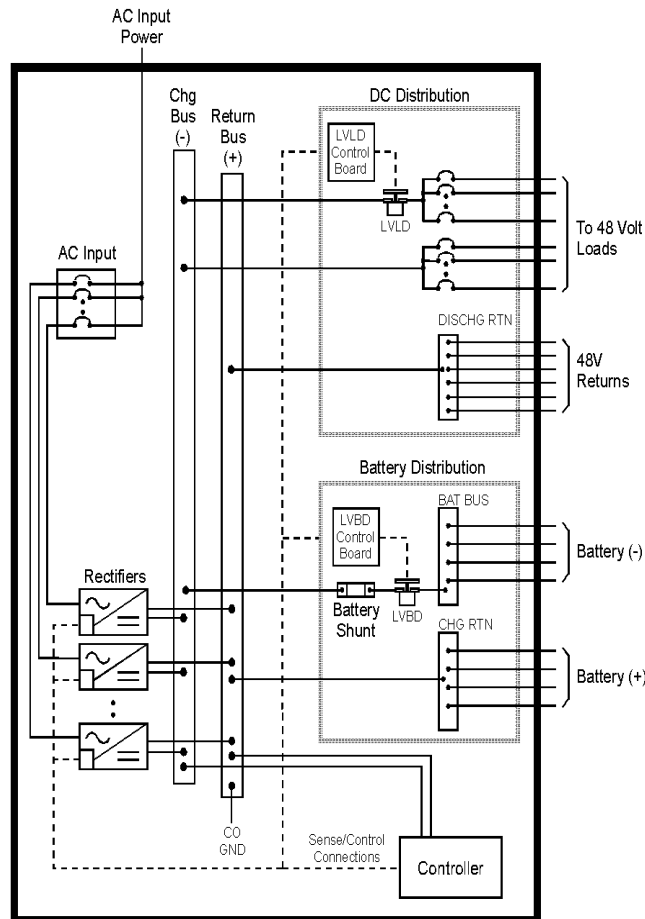 AC Input
Power
Chg
Bus
(-)
Return
Bus
(+)
DC Distribution
LVLD
Control
Board
LVLD
To 48 Volt
Loads
AC Input
DISCHG RTN
48V
Returns
Battery Distribution
BAT BUS
LVBD
Control
Board
Battery (-)
Rectifiers
Battery
Shunt
LVBD
CHG RTN
Battery (+)
CO
GND
Sense/Control
Connections
Controller